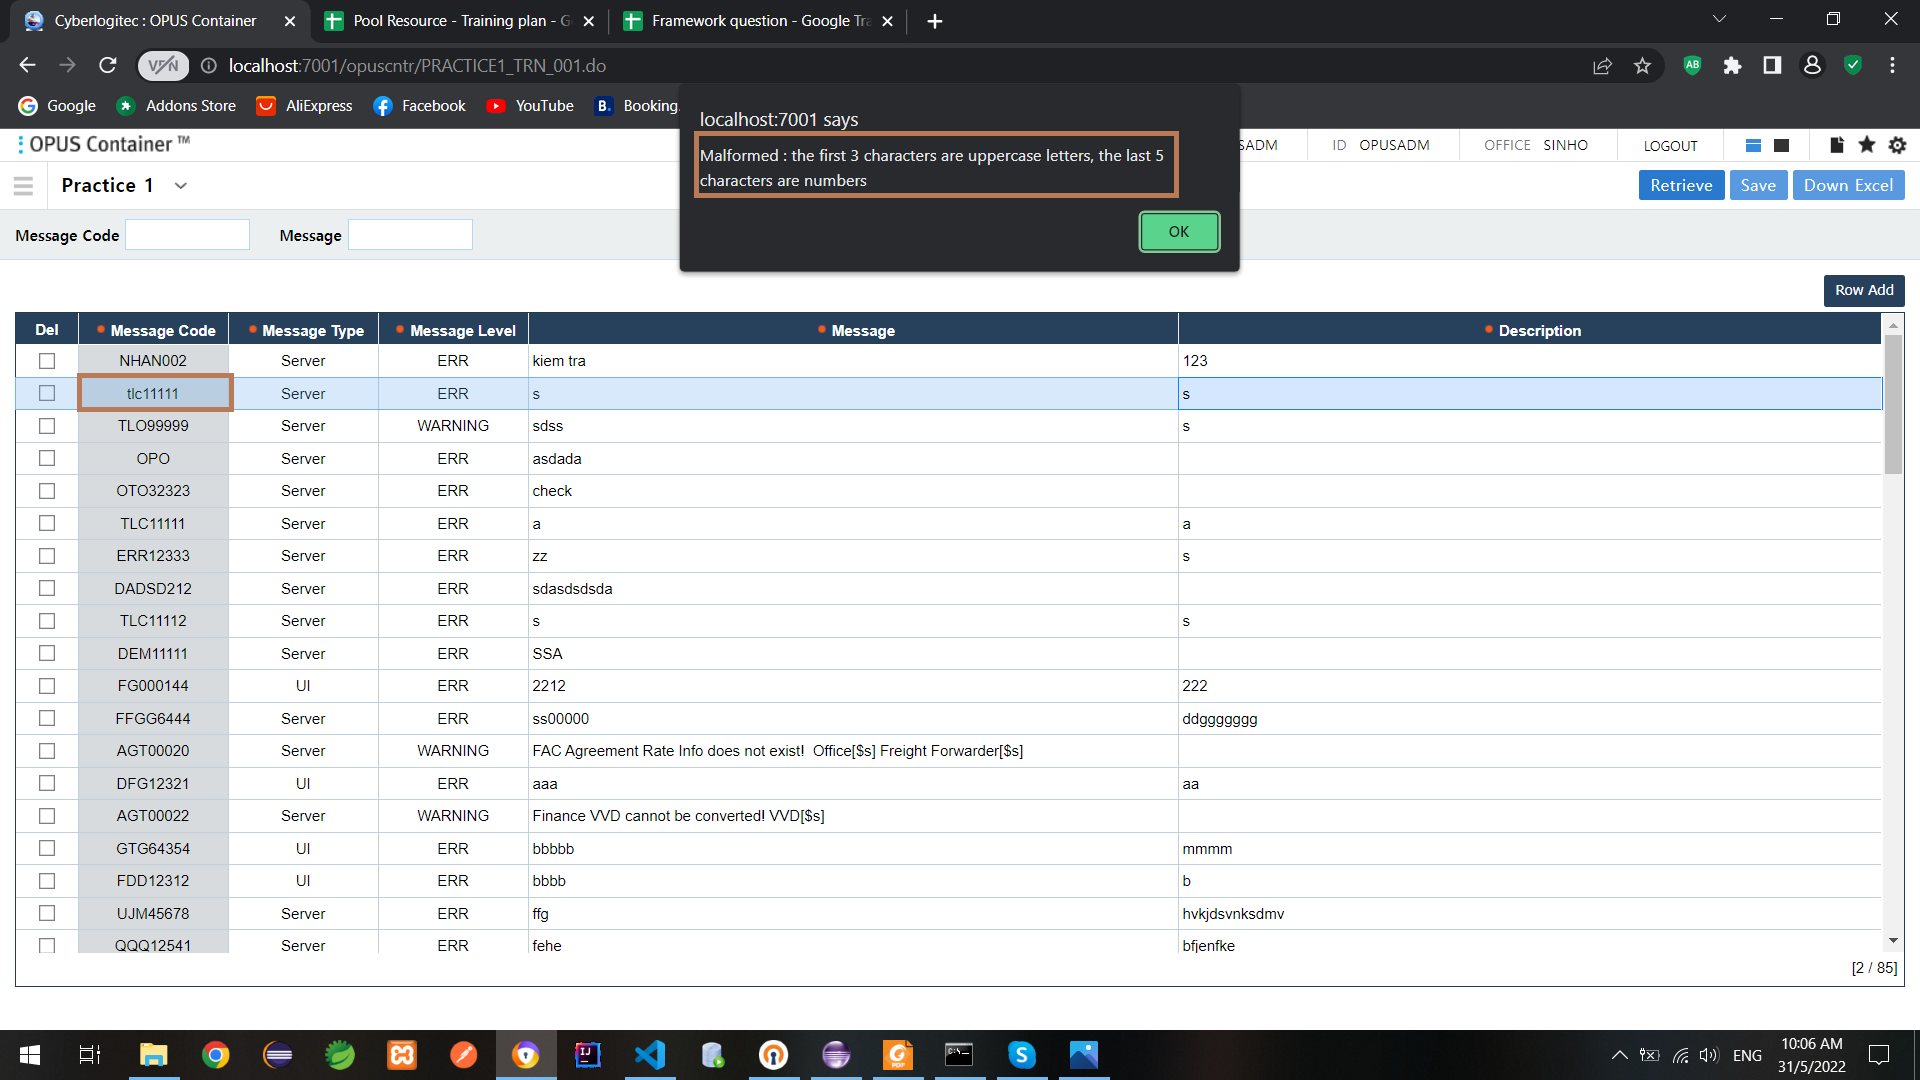 Cyberlogitec : OPUS Container
Pool Resource - Training plan - G
Framework question - Google Tra
VPN
localhost:7001/opuscntr/PRACTICE1_TRN_001.do
AB
Google
Addons Store
AliExpress
Facebook
YouTube
B. Booking.
localhost:7001 says
Malformed : the first 3 characters are uppercase letters, the last 5
characters are numbers
OK
OPUS Container ™
SADM
ID OPUSADM
OFFICE SINHO
LOGOUT
Practice 1
Retrieve
Save
Down Excel
Message Code
Message
Row Add
Del Message Code Message Type Message Level Message Description
NHAN002 Server ERR kiem tra 123
tlc11111 Server ERR s s
TLO99999 Server WARNING sdss s
OPO Server ERR asdada
OTO32323 Server ERR check
TLC11111 Server ERR a a
ERR12333 Server ERR zz s
DADSD212 Server ERR sdasdsdsda
TLC11112 Server ERR s s
DEM11111 Server ERR SSA
FG000144 UI ERR 2212 222
FFGG6444 Server ERR ss00000 ddggggggg
AGT00020 Server WARNING FAC Agreement Rate Info does not exist!  Office[$s] Freight Forwarder[$s]
DFG12321 UI ERR aaa aa
AGT00022 Server WARNING Finance VVD cannot be converted! VVD[$s]
GTG64354 UI ERR bbbbb mmmm
FDD12312 UI ERR bbbb b
UJM45678 Server ERR ffg hvkjdsvnksdmv
QQQ12541 Server ERR fehe bfjenfke
[2 / 85]
ENG
10:06 AM
31/5/2022